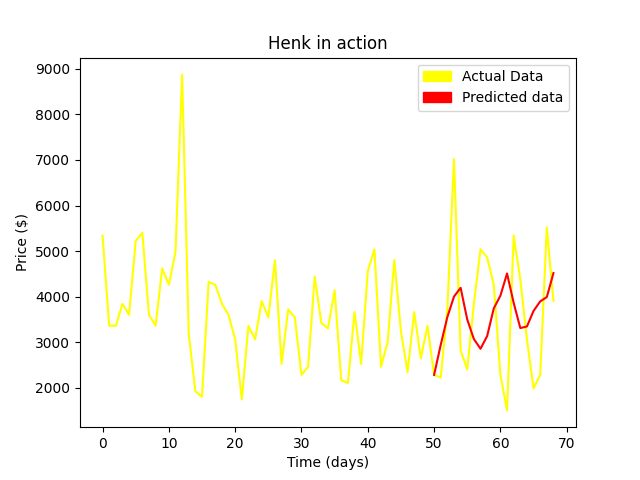 Henk in action
Actual Data
Predicted data
9000
8000
7000
6000
5000
4000
3000
2000
Price ($)
0 10 20 30 40 50 60 70
Time (days)